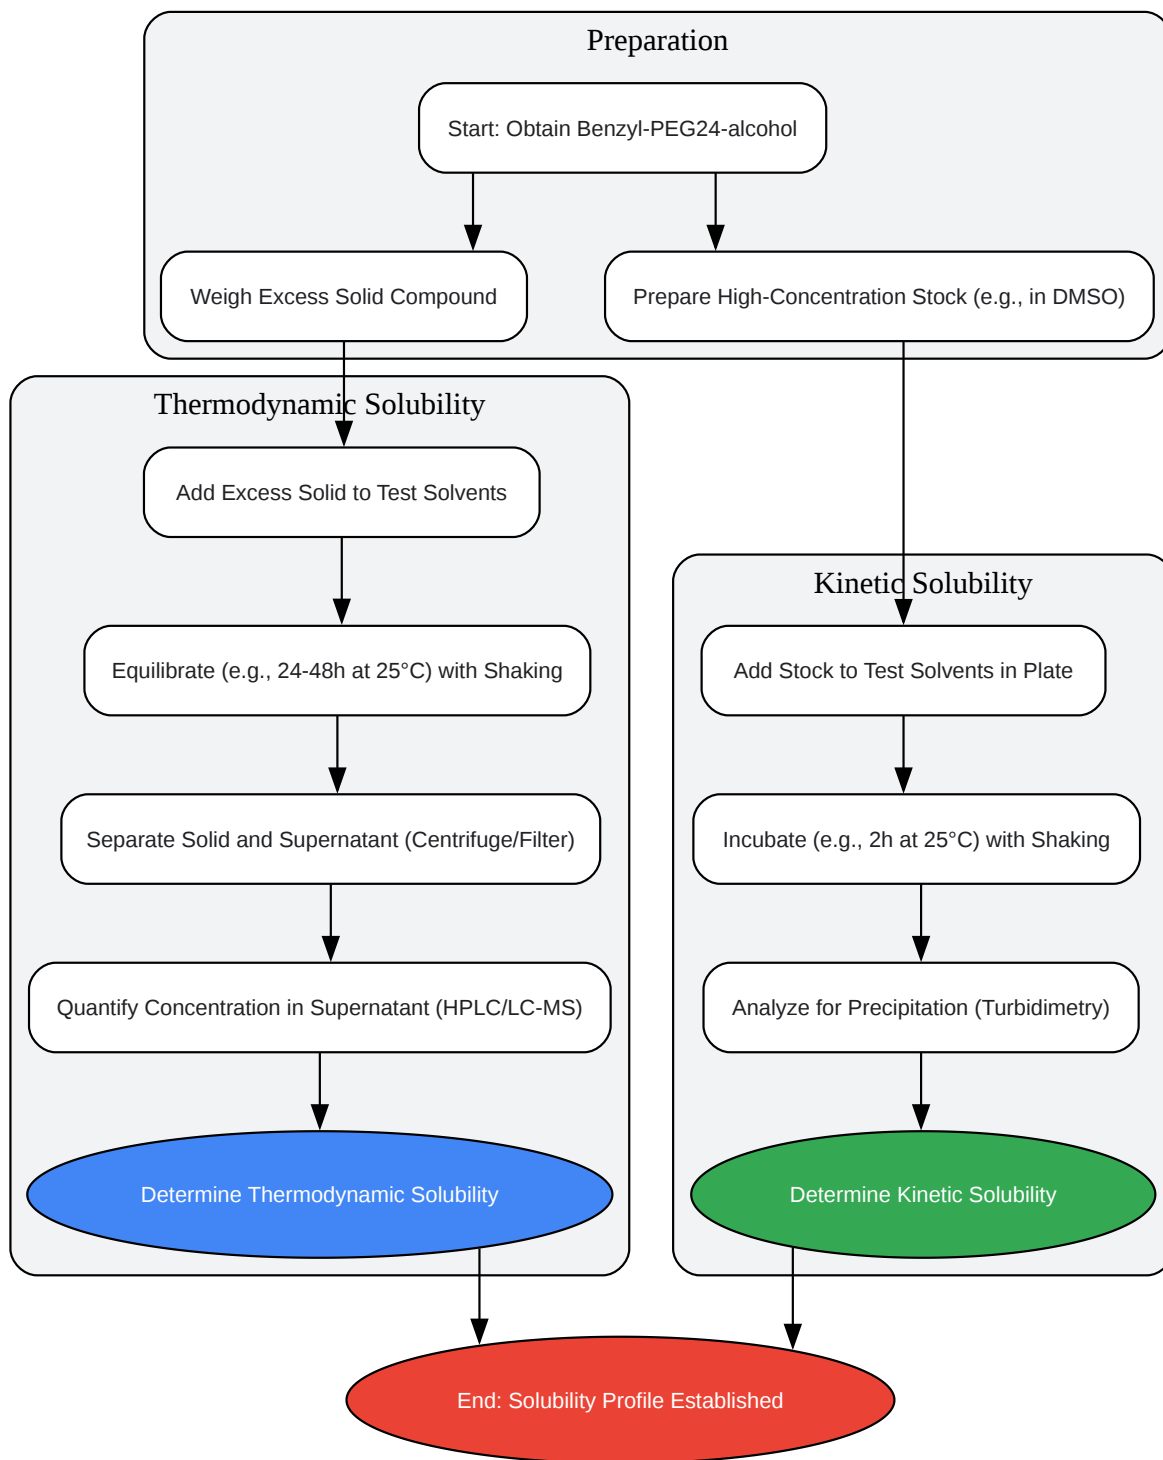 Preparation
Start: Obtain Benzyl-PEG24-alcohol
Weigh Excess Solid Compound
Prepare High-Concentration Stock (e.g., in DMSO)
Thermodynamic Solubility
Add Excess Solid to Test Solvents
Equilibrate (e.g., 24-48h at 25°C) with Shaking
Separate Solid and Supernatant (Centrifuge/Filter)
Quantify Concentration in Supernatant (HPLC/LC-MS)
Determine Thermodynamic Solubility
Kinetic Solubility
Add Stock to Test Solvents in Plate
Incubate (e.g., 2h at 25°C) with Shaking
Analyze for Precipitation (Turbidimetry)
Determine Kinetic Solubility
End: Solubility Profile Established